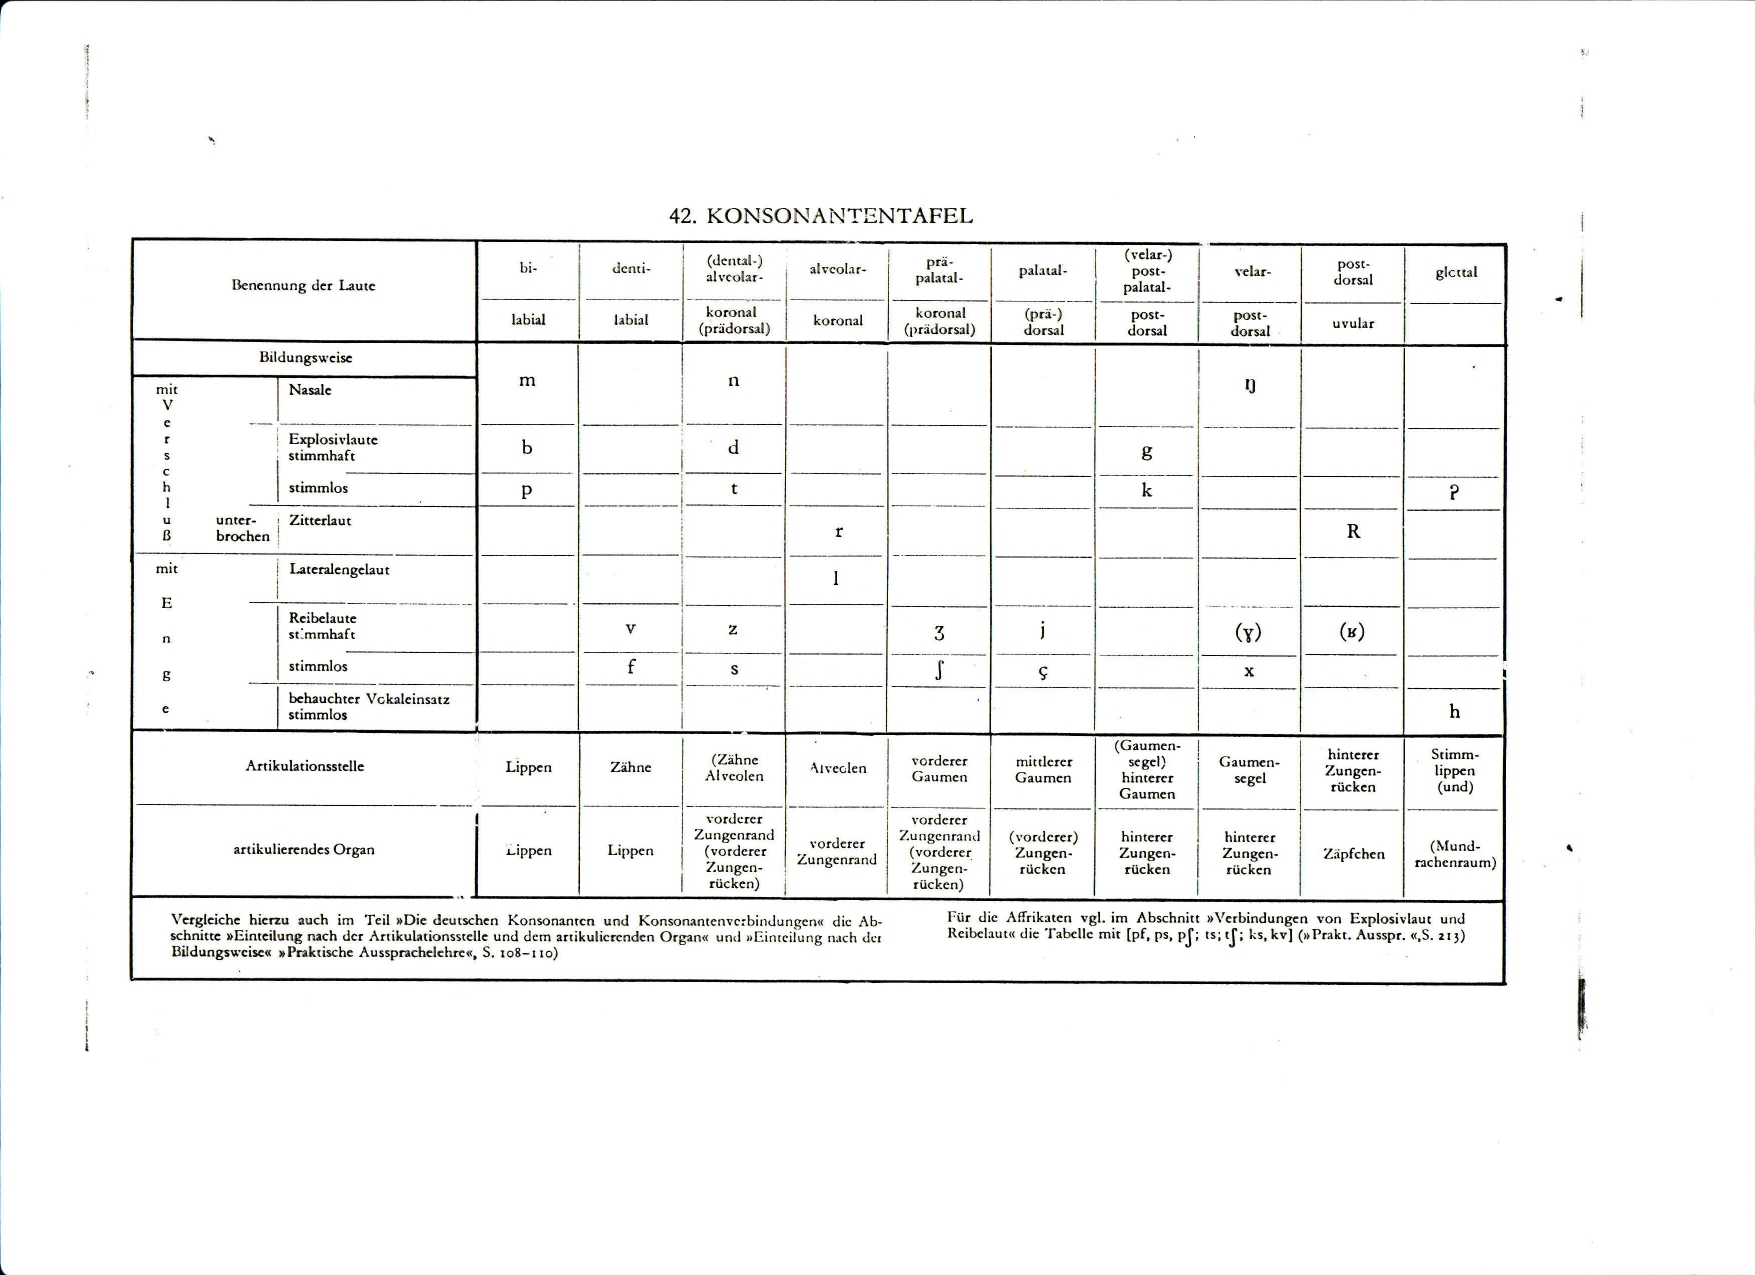 42. KONSONANTENTAFEL
Benennung der Laute
bi-
denti-
(dental-)
alveolar-
alveolar-
prä-
palatal-
palatal-
(velar-)
post-
palatal-
velar-
post-
dorsal
glottal
labial
labial
koronal
(prädorsal)
koronal
koronal
(prädorsal)
(prä-)
dorsal
post-
dorsal
post-
dorsal
uvular
Bildungsweise
mit
Verschluß
Nasale
m
n
ŋ
Explosivlaute
stimmhaft
b
d
g
stimmlos
p
t
k
ʔ
unter-
brochen
Zitterlaut
r
R
mit
Enge
Lateralengelaut
l
Reibelaute
stimmhaft
v
z
ʒ
j
(ɣ)
(ʁ)
stimmlos
f
s
ʃ
ç
x
behauchter Vokaleinsatz
stimmlos
h
Artikulationsstelle
Lippen
Zähne
(Zähne
Alveolen
Alveolen
vorderer
Gaumen
mittlerer
Gaumen
(Gaumen-
segel)
hinterer
Gaumen
Gaumen-
segel
hinterer
Zungen-
rücken
Stimm-
lippen
(und)
artikulierendes Organ
Lippen
Lippen
vorderer
Zungenrand
(vorderer
Zungen-
rücken)
vorderer
Zungenrand
vorderer
Zungenrand
(vorderer
Zungen-
rücken)
(vorderer)
Zungen-
rücken
hinterer
Zungen-
rücken
hinterer
Zungen-
rücken
Zäpfchen
(Mund-
rachenraum)
Vergleiche hierzu auch im Teil »Die deutschen Konsonanten und Konsonantenverbindungen« die Ab-
schnitte »Einteilung nach der Artikulationsstelle und dem artikulierenden Organ« und »Einteilung nach der
Bildungsweise« »Praktische Aussprachelehre«, S. 108–110)
Für die Affrikaten vgl. im Abschnitt »Verbindungen von Explosivlaut und
Reibelaut« die Tabelle mit [pf, ps, pʃ; ts; tʃ; ks, kv] (»Prakt. Ausspr. «,S. 213)